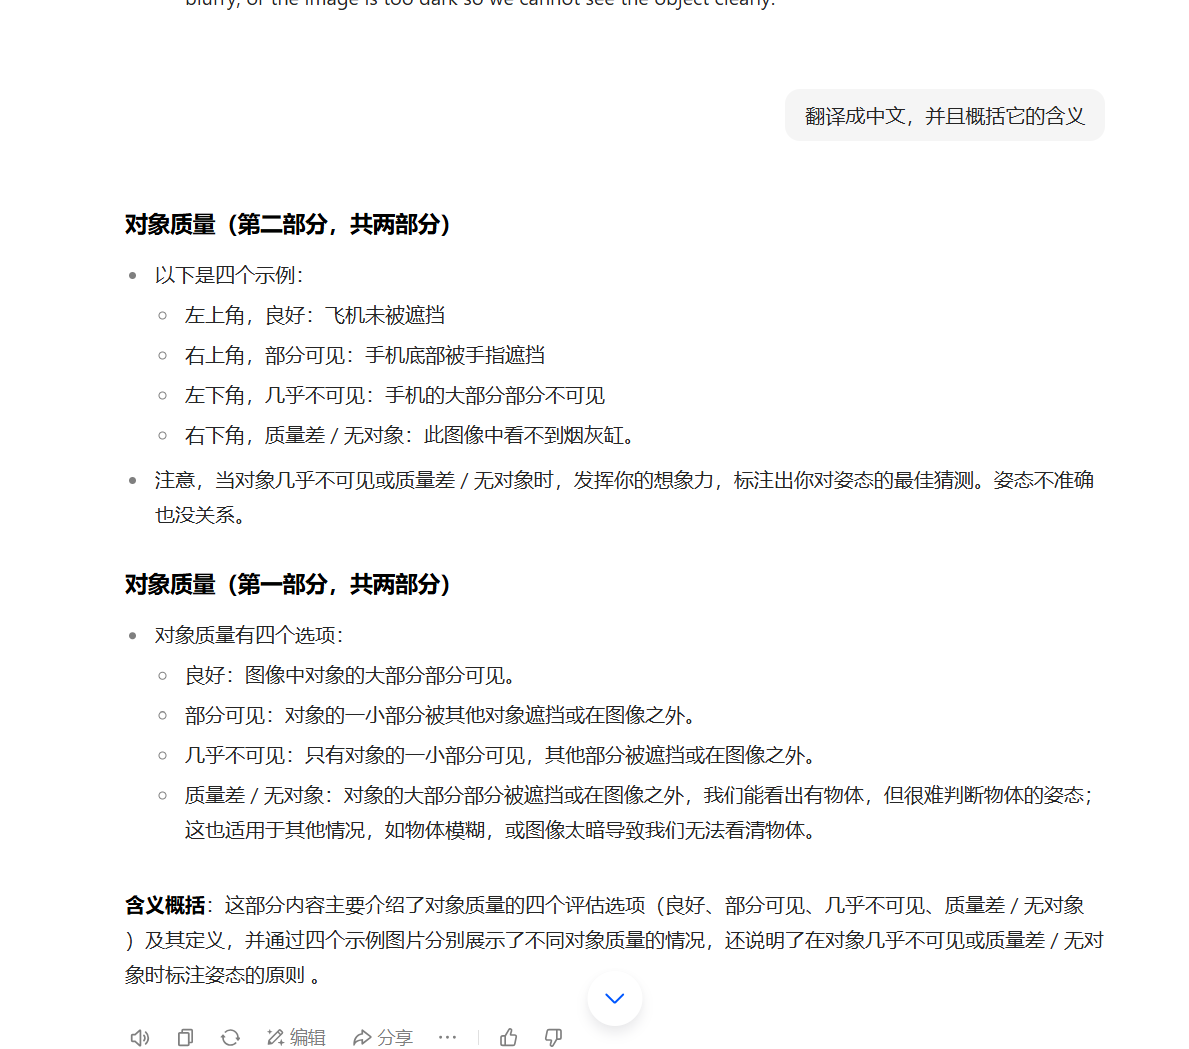 blurry, or the image is too dark so we cannot see the object clearly.
翻译成中文，并且概括它的含义
对象质量（第二部分，共两部分）
以下是四个示例：
左上角，良好：飞机未被遮挡
右上角，部分可见：手机底部被手指遮挡
左下角，几乎不可见：手机的大部分部分不可见
右下角，质量差 / 无对象：此图像中看不到烟灰缸。
注意，当对象几乎不可见或质量差 / 无对象时，发挥你的想象力，标注出你对姿态的最佳猜测。姿态不准确
也没关系。
对象质量（第一部分，共两部分）
对象质量有四个选项：
良好：图像中对象的大部分部分可见。
部分可见：对象的一小部分被其他对象遮挡或在图像之外。
几乎不可见：只有对象的一小部分可见，其他部分被遮挡或在图像之外。
质量差 / 无对象：对象的大部分部分被遮挡或在图像之外，我们能看出有物体，但很难判断物体的姿态；
这也适用于其他情况，如物体模糊，或图像太暗导致我们无法看清物体。
含义概括：这部分内容主要介绍了对象质量的四个评估选项（良好、部分可见、几乎不可见、质量差 / 无对象
）及其定义，并通过四个示例图片分别展示了不同对象质量的情况，还说明了在对象几乎不可见或质量差 / 无对
象时标注姿态的原则 。
编辑 分享